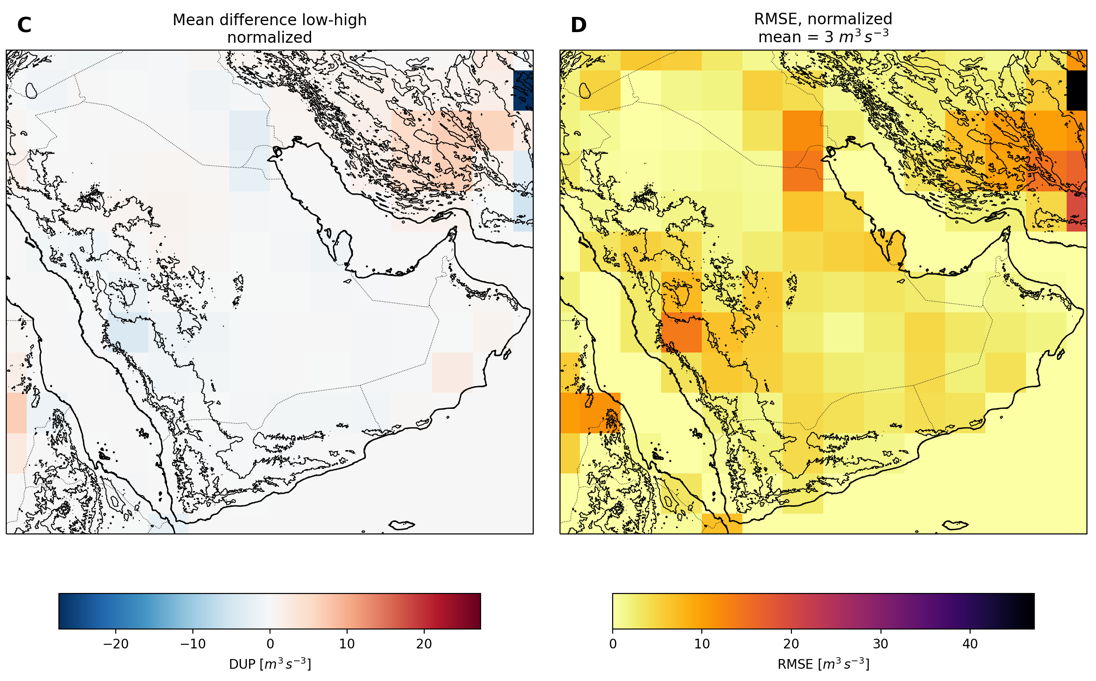 C
Mean difference low-high
normalized
D
RMSE, normalized
mean = 3 m³ s⁻³
−20 −10 0 10 20
DUP [m³ s⁻³]
0 10 20 30 40
RMSE [m³ s⁻³]